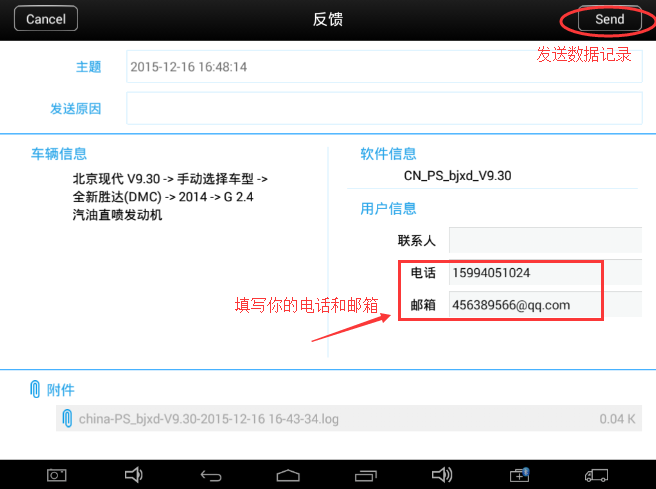 Cancel
反馈
Send
发送数据记录
主题
2015-12-16 16:48:14
发送原因
车辆信息
北京现代 V9.30 -> 手动选择车型 ->
全新胜达(DMC) -> 2014 -> G 2.4
汽油直喷发动机
软件信息
CN_PS_bjxd_V9.30
用户信息
联系人
电话
15994051024
邮箱
456389566@qq.com
填写你的电话和邮箱
附件
china-PS_bjxd-V9.30-2015-12-16 16-43-34.log
0.04 K